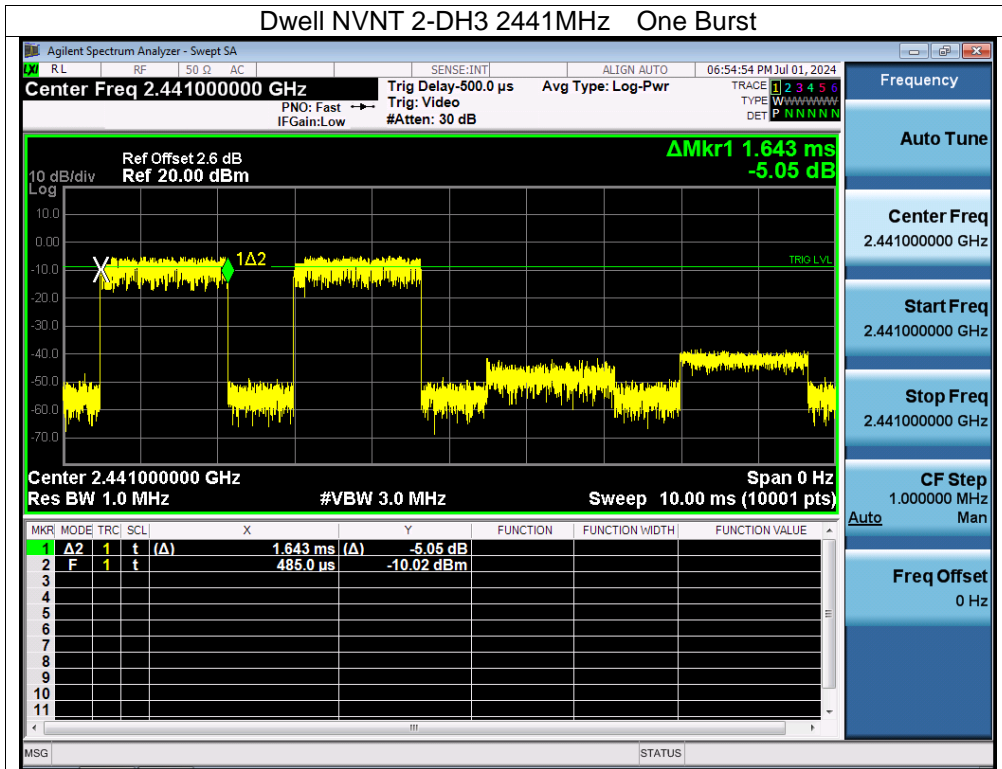 Dwell NVNT 2-DH3 2441MHz One Burst
Agilent Spectrum Analyzer - Swept SA
LXI RL RF 50 Ω AC SENSE:INT ALIGN AUTO 06:54:54 PM Jul 01, 2024
Center Freq 2.441000000 GHz
PNO: Fast
IFGain:Low
Trig Delay-500.0 µs
Trig: Video
#Atten: 30 dB
Avg Type: Log-Pwr
TRACE 1 2 3 4 5 6
TYPE WWWWWW
DET P N N N N N
Frequency
Auto Tune
Center Freq
2.441000000 GHz
Start Freq
2.441000000 GHz
Stop Freq
2.441000000 GHz
CF Step
1.000000 MHz
Auto Man
Freq Offset
0 Hz
ΔMkr1 1.643 ms
-5.05 dB
Ref Offset 2.6 dB
10 dB/div Ref 20.00 dBm
Log
10.0
0.00
-10.0
-20.0
-30.0
-40.0
-50.0
-60.0
-70.0
1Δ2
TRIG LVL
Center 2.441000000 GHz Span 0 Hz
Res BW 1.0 MHz #VBW 3.0 MHz Sweep 10.00 ms (10001 pts)
MKR MODE TRC SCL X Y FUNCTION FUNCTION WIDTH FUNCTION VALUE
1 Δ2 1 t (Δ) 1.643 ms (Δ) -5.05 dB
2 F 1 t 485.0 µs -10.02 dBm
3
4
5
6
7
8
9
10
11
MSG STATUS